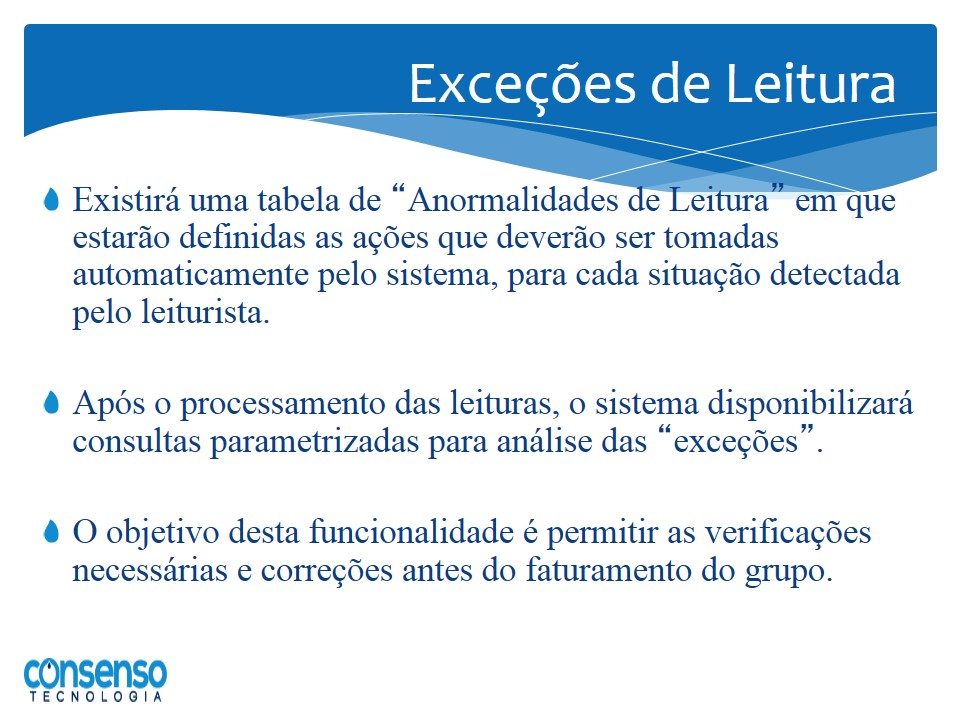 Exceções de Leitura
Existirá uma tabela de “Anormalidades de Leitura” em que
estarão definidas as ações que deverão ser tomadas
automaticamente pelo sistema, para cada situação detectada
pelo leiturista.
Após o processamento das leituras, o sistema disponibilizará
consultas parametrizadas para análise das “exceções”.
O objetivo desta funcionalidade é permitir as verificações
necessárias e correções antes do faturamento do grupo.
consenso
TECNOLOGIA